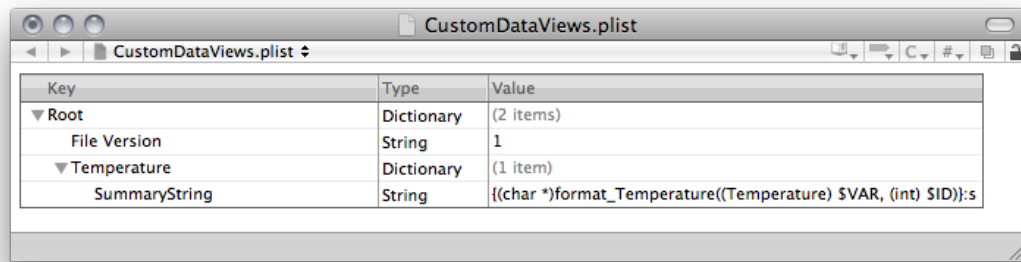 CustomDataViews.plist
CustomDataViews.plist C #
Key Type Value
Root Dictionary (2 items)
File Version String 1
Temperature Dictionary (1 item)
SummaryString String {(char *)format_Temperature((Temperature) $VAR, (int) $ID)}:s